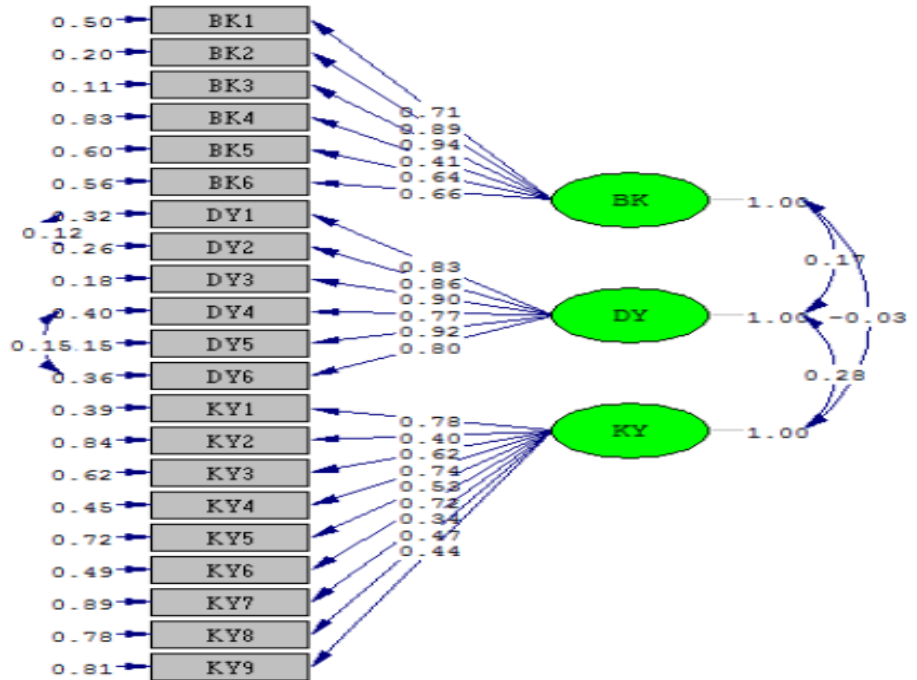 0.50 BK1
0.20 BK2
0.11 BK3
0.83 BK4
0.60 BK5
0.56 BK6
0.32 DY1
0.12
0.26 DY2
0.18 DY3
0.40 DY4
0.15 .15 DY5
0.36 DY6
0.39 KY1
0.84 KY2
0.62 KY3
0.45 KY4
0.72 KY5
0.49 KY6
0.89 KY7
0.78 KY8
0.81 KY9
0.71
0.89
0.94
0.41
0.64
0.66
0.83
0.86
0.90
0.77
0.92
0.80
0.78
0.40
0.62
0.74
0.53
0.72
0.34
0.47
0.44
BK 1.00
DY 1.00
KY 1.00
0.17
-0.03
0.28